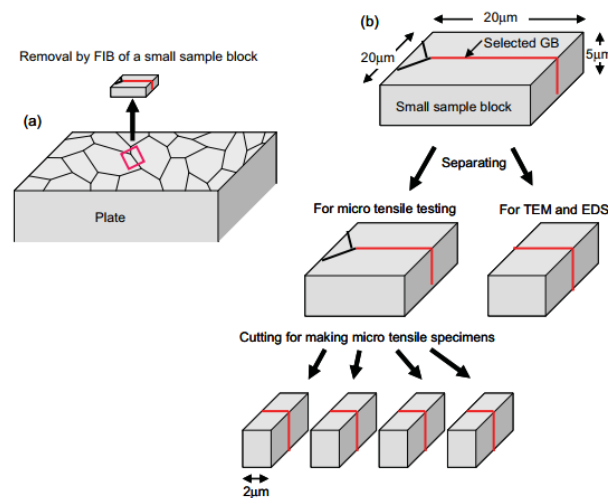 (b)
20μm
Removal by FIB of a small sample block
20μm
Selected GB
5μm
(a)
Small sample block
Separating
Plate
For micro tensile testing
For TEM and EDS
Cutting for making micro tensile specimens
2μm